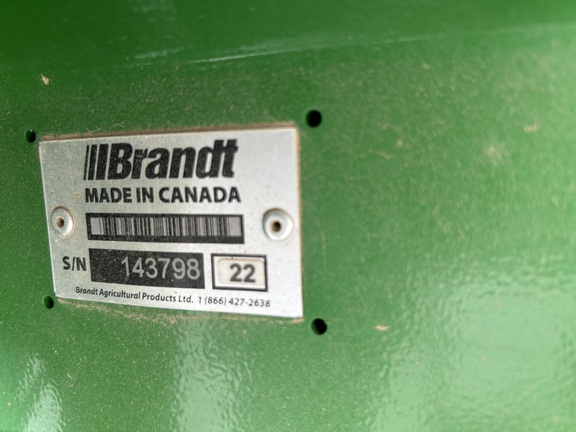 Brandt
MADE IN CANADA
S/N 143798 22
Brandt Agricultural Products Ltd. 1 (866) 427-2638